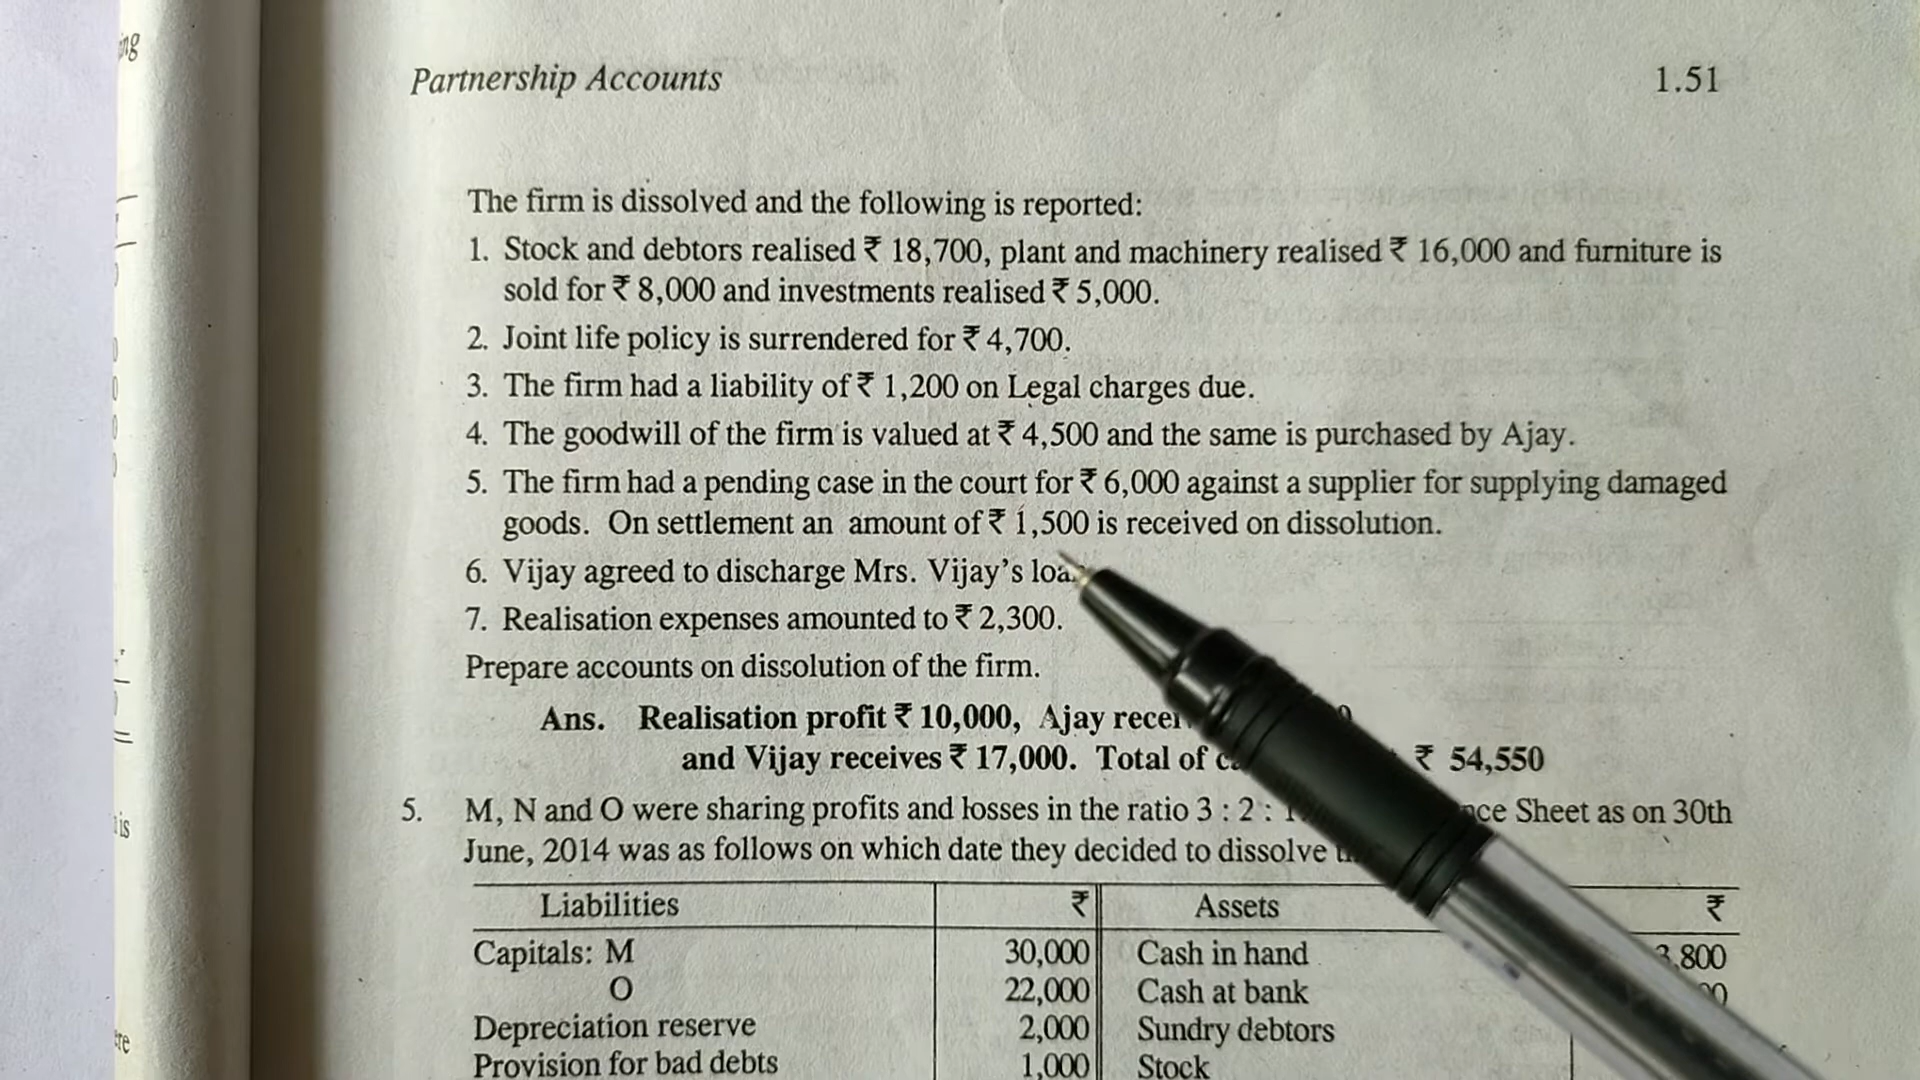 Partnership Accounts 1.51
The firm is dissolved and the following is reported:
1. Stock and debtors realised ₹ 18,700, plant and machinery realised ₹ 16,000 and furniture is
sold for ₹ 8,000 and investments realised ₹ 5,000.
2. Joint life policy is surrendered for ₹ 4,700.
3. The firm had a liability of ₹ 1,200 on Legal charges due.
4. The goodwill of the firm is valued at ₹ 4,500 and the same is purchased by Ajay.
5. The firm had a pending case in the court for ₹ 6,000 against a supplier for supplying damaged
goods. On settlement an amount of ₹ 1,500 is received on dissolution.
6. Vijay agreed to discharge Mrs. Vijay's
7. Realisation expenses amounted to ₹ 2,300.
Prepare accounts on dissolution of the firm.
Ans. Realisation profit ₹ 10,000, Ajay
and Vijay receives ₹ 17,000. Total of ₹ 54,550
5. M, N and O were sharing profits and losses in the ratio 3 : 2 : Sheet as on 30th
June, 2014 was as follows on which date they decided to dissolve
Liabilities ₹ Assets ₹
Capitals: M 30,000 Cash in hand
O 22,000 Cash at bank
Depreciation reserve 2,000 Sundry debtors
Provision for bad debts 1,000 Stock